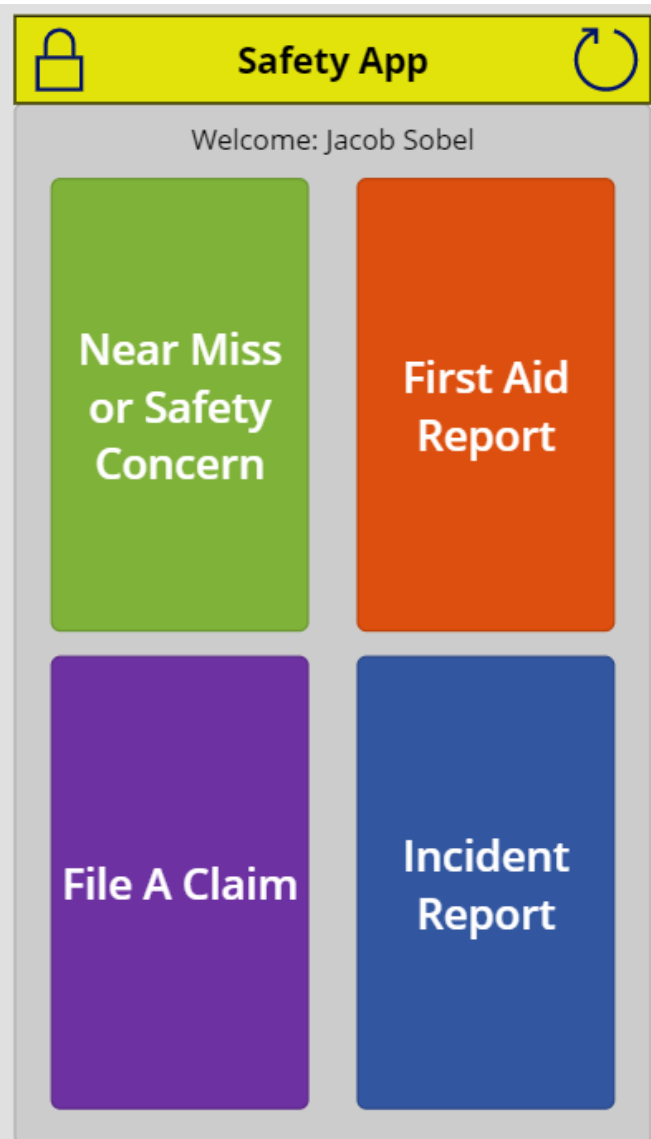 Safety App
Welcome: Jacob Sobel
Near Miss
or Safety
Concern
First Aid
Report
File A Claim
Incident
Report